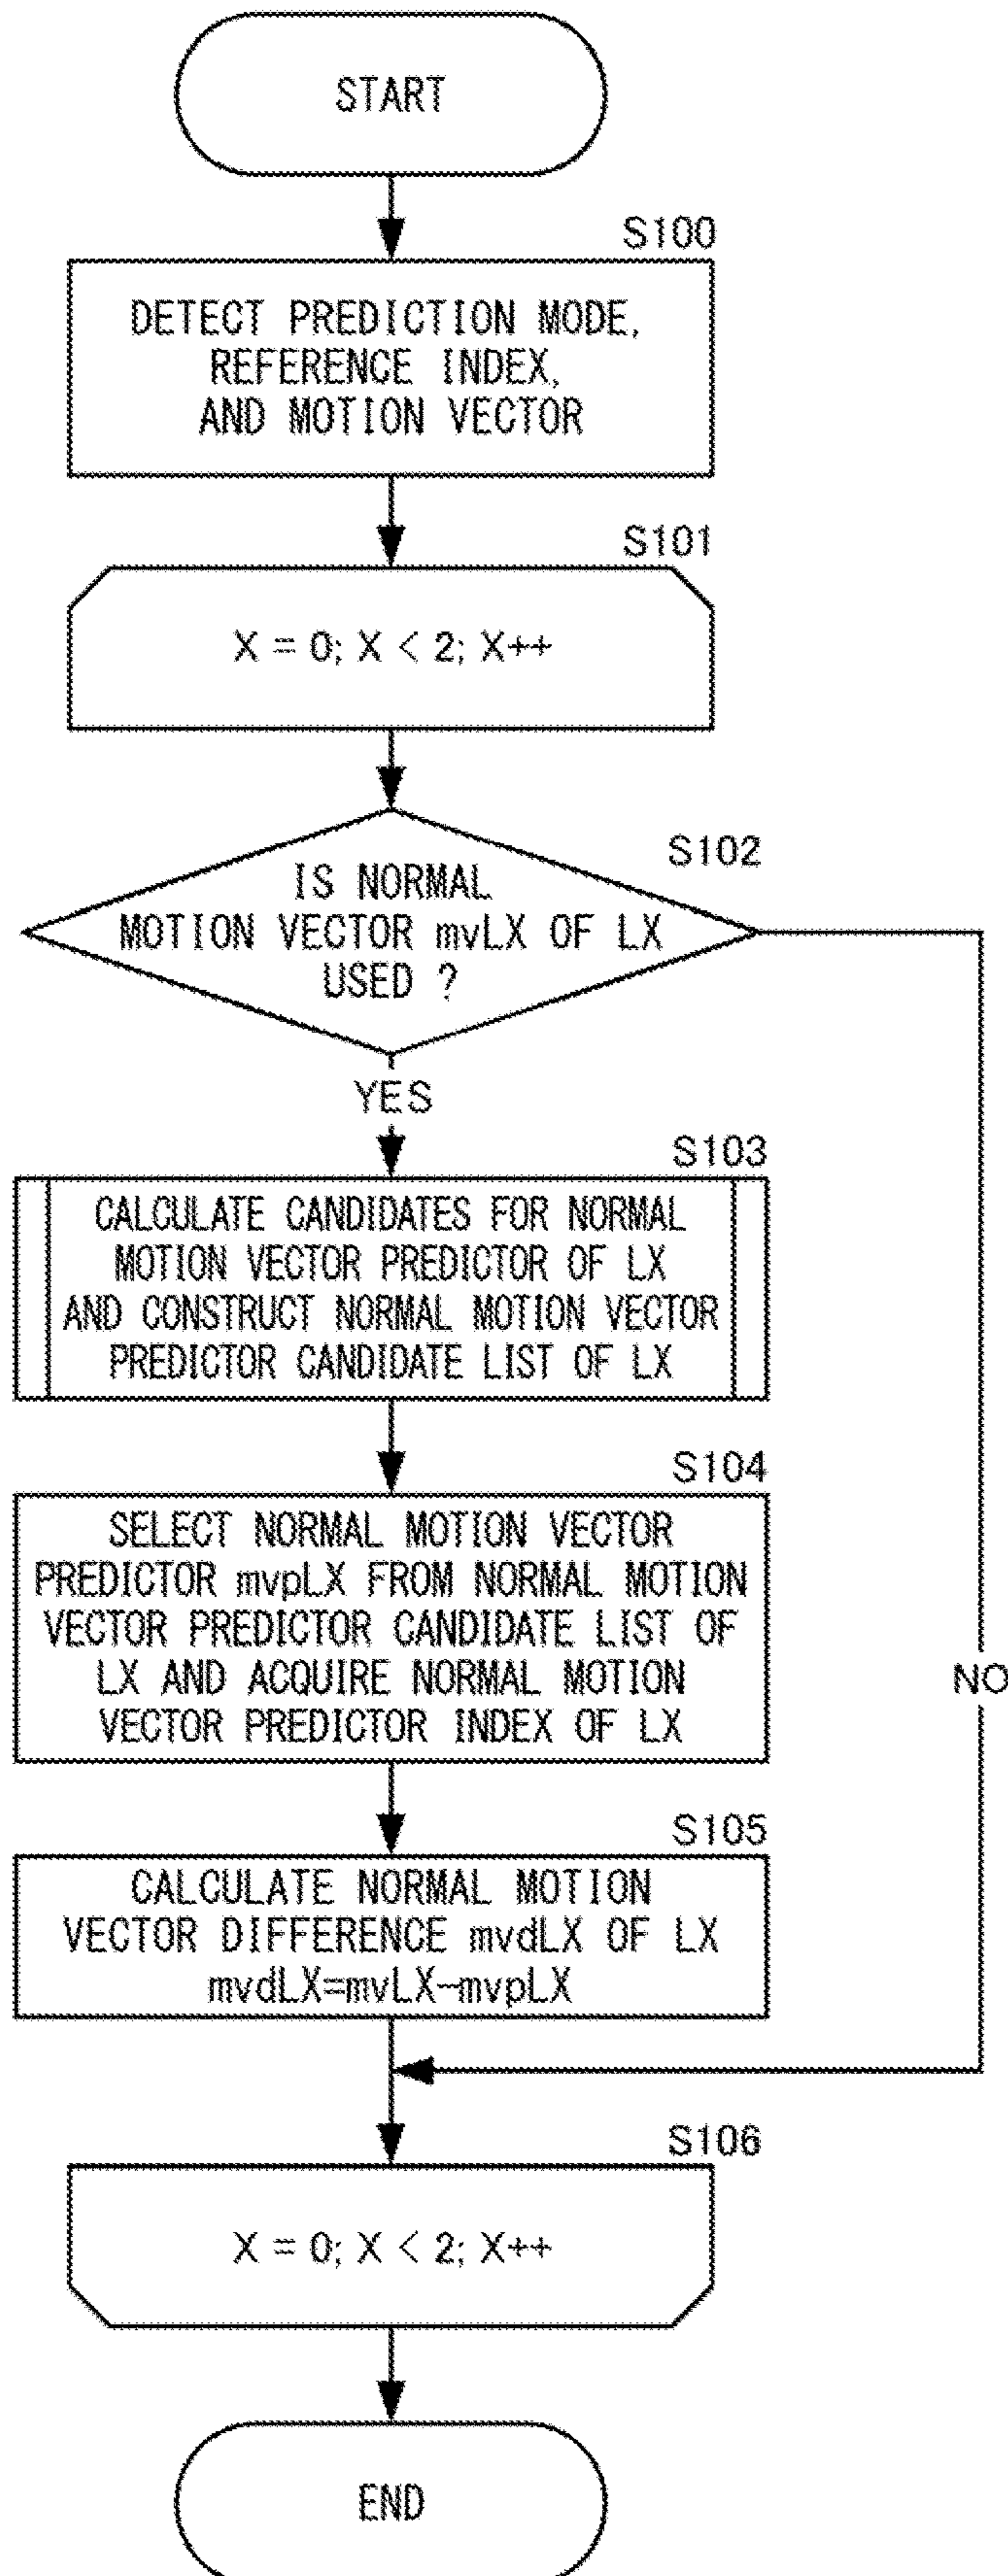 START
S100
DETECT PREDICTION MODE,
REFERENCE INDEX,
AND MOTION VECTOR
S101
X = 0; X < 2; X++
S102
IS NORMAL
MOTION VECTOR mvLX OF LX
USED ?
YES
S103
CALCULATE CANDIDATES FOR NORMAL
MOTION VECTOR PREDICTOR OF LX
AND CONSTRUCT NORMAL MOTION VECTOR
PREDICTOR CANDIDATE LIST OF LX
S104
SELECT NORMAL MOTION VECTOR
PREDICTOR mvpLX FROM NORMAL MOTION
VECTOR PREDICTOR CANDIDATE LIST OF
LX AND ACQUIRE NORMAL MOTION
VECTOR PREDICTOR INDEX OF LX
NO
S105
CALCULATE NORMAL MOTION
VECTOR DIFFERENCE mvdLX OF LX
mvdLX=mvLX-mvpLX
S106
X = 0; X < 2; X++
END